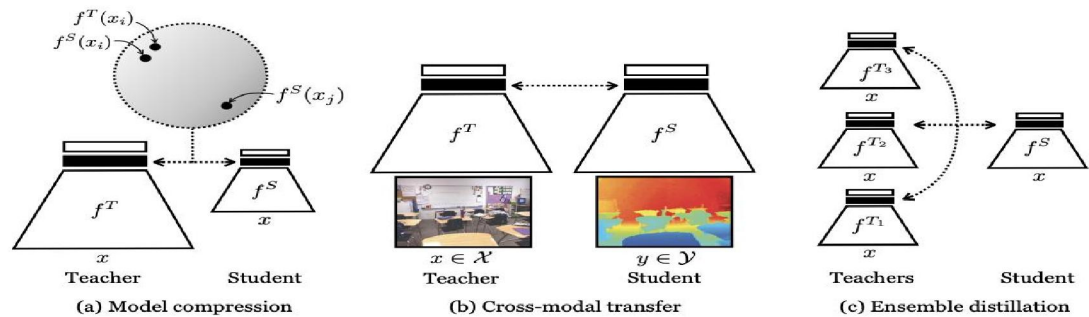 f^T(x_i)
f^S(x_i)
f^S(x_j)
f^T
f^S
x
x
Teacher
Student
(a) Model compression
f^T
f^S
x ∈ 𝒳
y ∈ 𝒴
Teacher
Student
(b) Cross-modal transfer
f^{T_3}
x
f^{T_2}
x
f^{T_1}
x
f^S
x
Teachers
Student
(c) Ensemble distillation